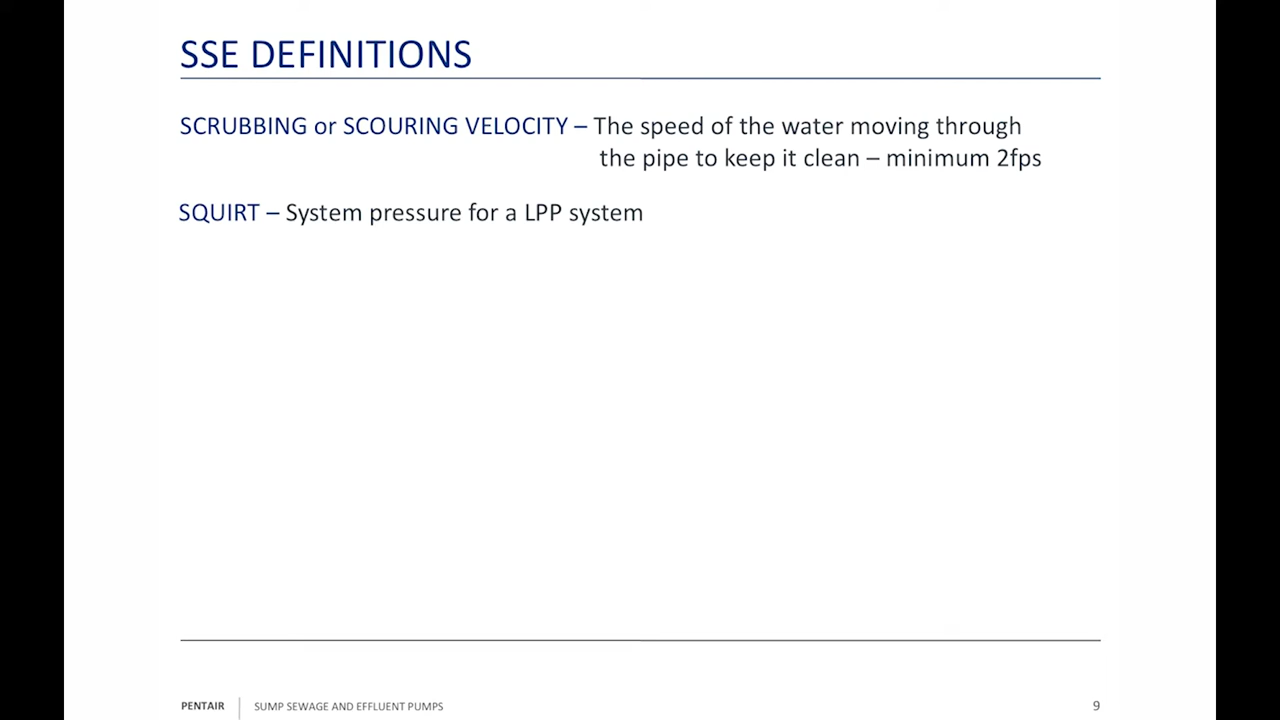 SSE DEFINITIONS
SCRUBBING or SCOURING VELOCITY – The speed of the water moving through
the pipe to keep it clean – minimum 2fps
SQUIRT – System pressure for a LPP system
PENTAIR | SUMP SEWAGE AND EFFLUENT PUMPS 9